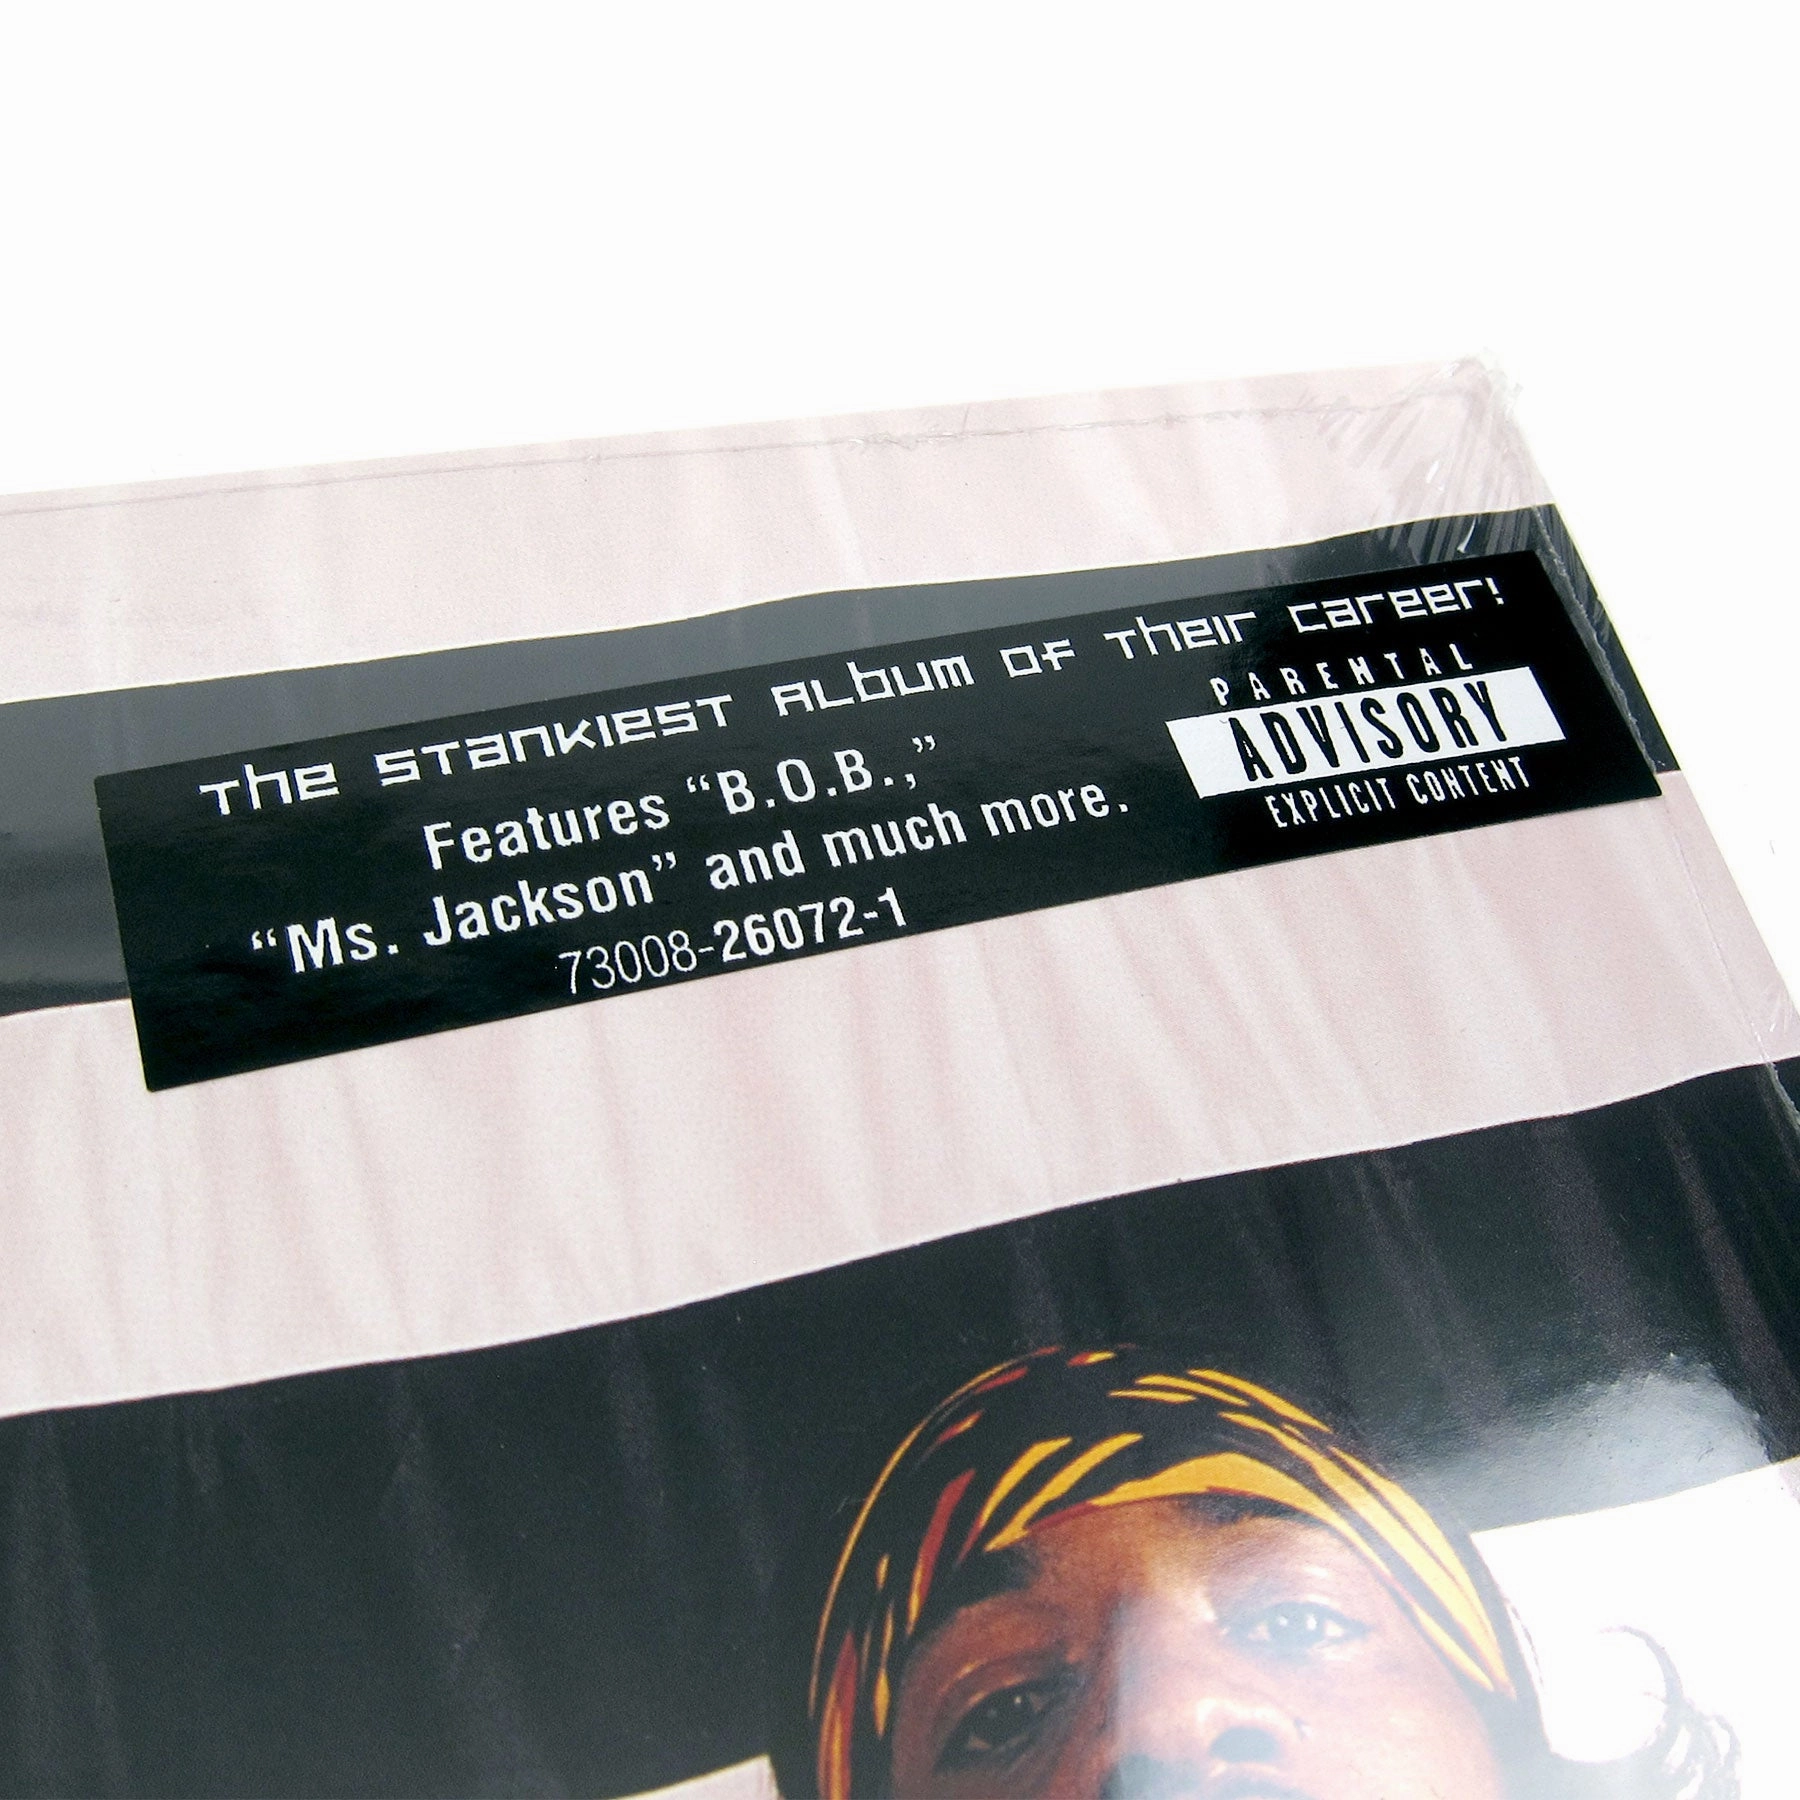 The Stankiest Album of Their Career!
Features “B.O.B.,”
“Ms. Jackson” and much more.
73008-26072-1
PARENTAL
ADVISORY
EXPLICIT CONTENT